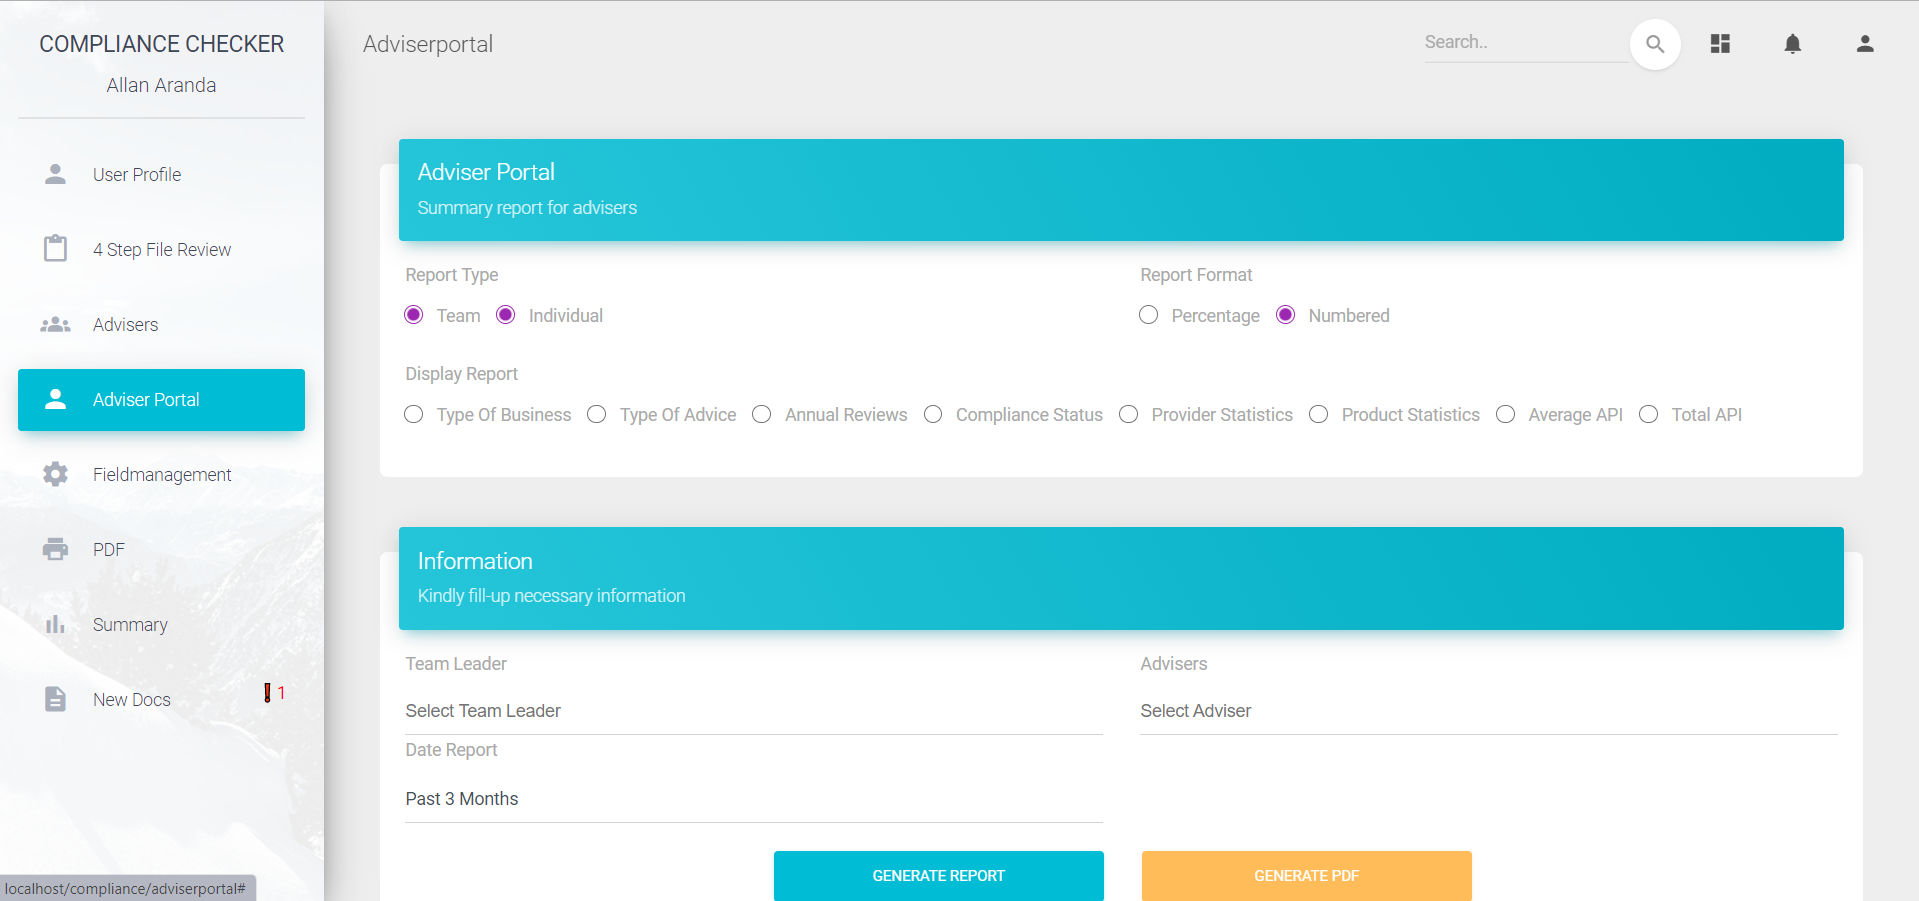 COMPLIANCE CHECKER
Allan Aranda
User Profile
4 Step File Review
Advisers
Adviser Portal
Fieldmanagement
PDF
Summary
New Docs ❗ 1
localhost/compliance/adviserportal#
Adviserportal
Search..
Adviser Portal
Summary report for advisers
Report Type
Team Individual
Report Format
Percentage Numbered
Display Report
Type Of Business Type Of Advice Annual Reviews Compliance Status Provider Statistics Product Statistics Average API Total API
Information
Kindly fill-up necessary information
Team Leader
Select Team Leader
Advisers
Select Adviser
Date Report
Past 3 Months
GENERATE REPORT
GENERATE PDF